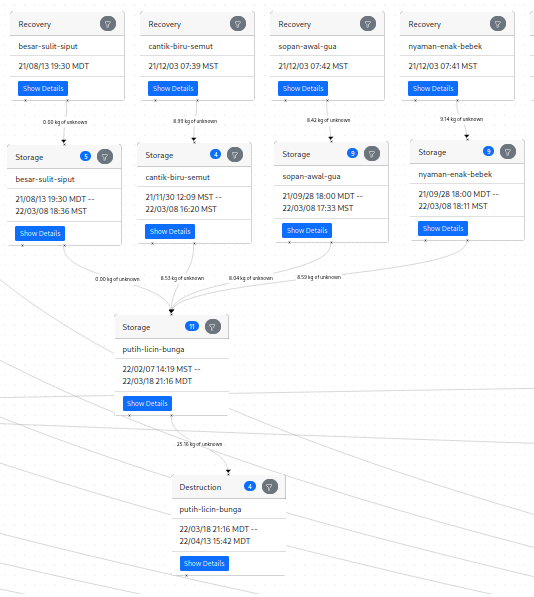 Recovery
besar-sulit-siput
21/08/13 19:30 MDT
Show Details
Recovery
cantik-biru-semut
21/12/03 07:39 MST
Show Details
Recovery
sopan-awal-gua
21/12/03 07:42 MST
Show Details
Recovery
nyaman-enak-bebek
21/12/03 07:41 MST
Show Details
0.00 kg of unknown
8.99 kg of unknown
8.42 kg of unknown
9.14 kg of unknown
Storage 5
besar-sulit-siput
21/08/13 19:30 MDT --
22/03/08 18:36 MST
Show Details
Storage 4
cantik-biru-semut
21/11/30 12:09 MST --
22/03/08 16:20 MST
Show Details
Storage 9
sopan-awal-gua
21/09/28 18:00 MDT --
22/03/08 17:33 MST
Show Details
Storage 9
nyaman-enak-bebek
21/09/28 18:00 MDT --
22/03/08 18:11 MST
Show Details
0.00 kg of unknown
8.53 kg of unknown
8.04 kg of unknown
8.59 kg of unknown
Storage 11
putih-licin-bunga
22/02/07 14:19 MST --
22/03/18 21:16 MDT
Show Details
25.16 kg of unknown
Destruction 4
putih-licin-bunga
22/03/18 21:16 MDT --
22/04/13 15:42 MDT
Show Details